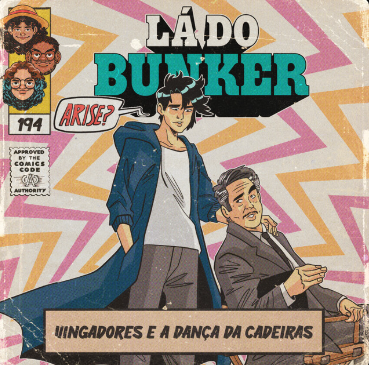 LÁ DO
BUNKER
ARISE?
194
APPROVED
BY THE
COMICS
CODE
AUTHORITY
VINGADORES E A DANÇA DA CADEIRAS